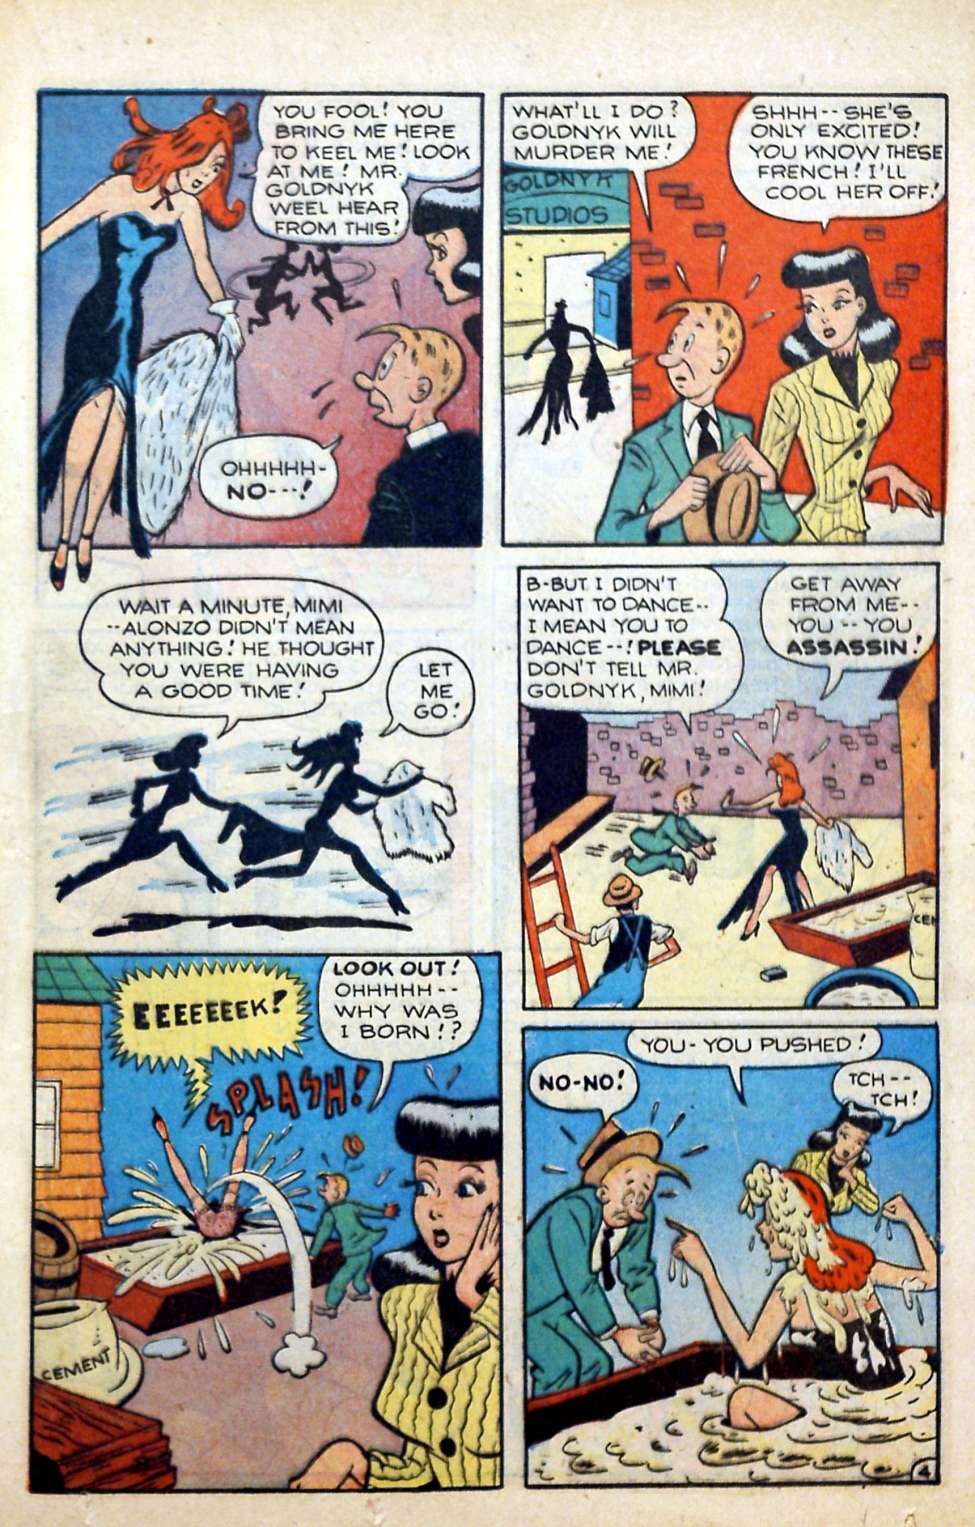 YOU FOOL! YOU
BRING ME HERE
TO KEEL ME! LOOK
AT ME! MR.
GOLDNYK
WEEL HEAR
FROM THIS!
OHHHHH-
NO---!
WHAT'LL I DO?
GOLDNYK WILL
MURDER ME!
SHHH-- SHE'S
ONLY EXCITED!
YOU KNOW THESE
FRENCH! I'LL
COOL HER OFF!
GOLDNYK
STUDIOS
WAIT A MINUTE, MIMI
--ALONZO DIDN'T MEAN
ANYTHING! HE THOUGHT
YOU WERE HAVING
A GOOD TIME!
LET
ME
GO!
B-BUT I DIDN'T
WANT TO DANCE--
I MEAN YOU TO
DANCE--! PLEASE
DON'T TELL MR.
GOLDNYK, MIMI!
GET AWAY
FROM ME--
YOU -- YOU
ASSASSIN!
CEM
EEEEEEEK!
LOOK OUT!
OHHHHH--
WHY WAS
I BORN!?
SPLASH!
CEMENT
YOU-YOU PUSHED!
NO-NO!
TCH--
TCH!
4